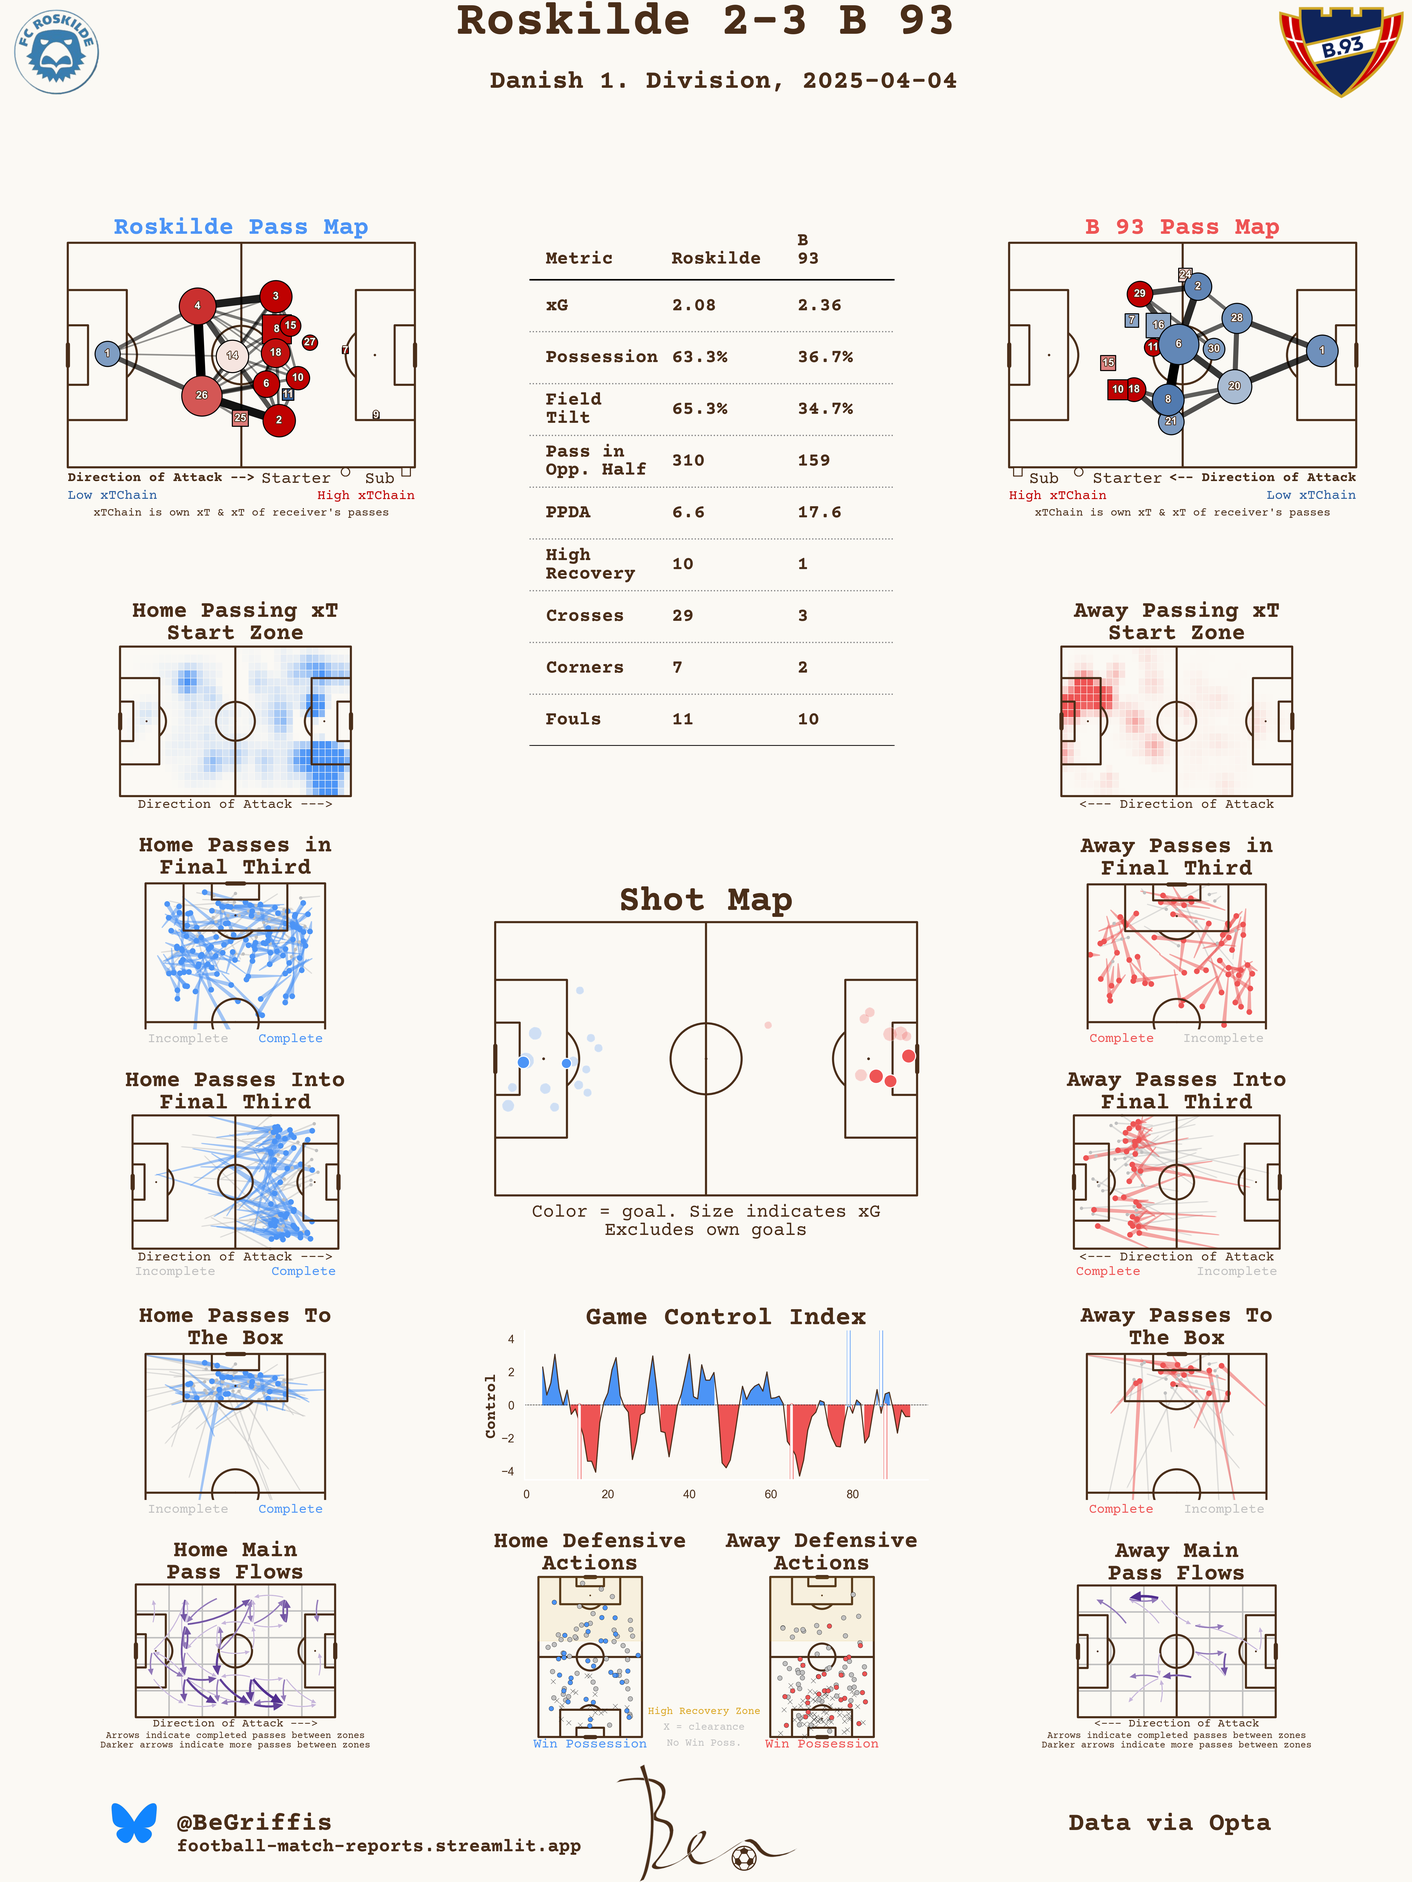 Roskilde 2-3 B 93
Danish 1. Division, 2025-04-04
FC ROSKILDE
B.93
Roskilde Pass Map
1
4
26
14
3
8
15
27
18
7
6
10
11
25
2
9
Direction of Attack --> Starter Sub
Low xTChain High xTChain
xTChain is own xT & xT of receiver's passes
Metric Roskilde B 93
xG 2.08 2.36
Possession 63.3% 36.7%
Field Tilt 65.3% 34.7%
Pass in Opp. Half 310 159
PPDA 6.6 17.6
High Recovery 10 1
Crosses 29 3
Corners 7 2
Fouls 11 10
B 93 Pass Map
24
29
2
7
16
28
11
6
30
1
15
10
18
8
20
21
Sub Starter <-- Direction of Attack
High xTChain Low xTChain
xTChain is own xT & xT of receiver's passes
Home Passing xT
Start Zone
Direction of Attack --->
Away Passing xT
Start Zone
<--- Direction of Attack
Home Passes in
Final Third
Incomplete Complete
Away Passes in
Final Third
Complete Incomplete
Shot Map
Color = goal. Size indicates xG
Excludes own goals
Home Passes Into
Final Third
Direction of Attack --->
Incomplete Complete
Away Passes Into
Final Third
<--- Direction of Attack
Complete Incomplete
Home Passes To
The Box
Incomplete Complete
Game Control Index
Control
4
2
0
−2
−4
0 20 40 60 80
Away Passes To
The Box
Complete Incomplete
Home Main
Pass Flows
Direction of Attack --->
Arrows indicate completed passes between zones
Darker arrows indicate more passes between zones
Home Defensive
Actions
Win Possession
High Recovery Zone
X = clearance
No Win Poss.
Away Defensive
Actions
Win Possession
Away Main
Pass Flows
<--- Direction of Attack
Arrows indicate completed passes between zones
Darker arrows indicate more passes between zones
@BeGriffis
football-match-reports.streamlit.app
Ben
Data via Opta